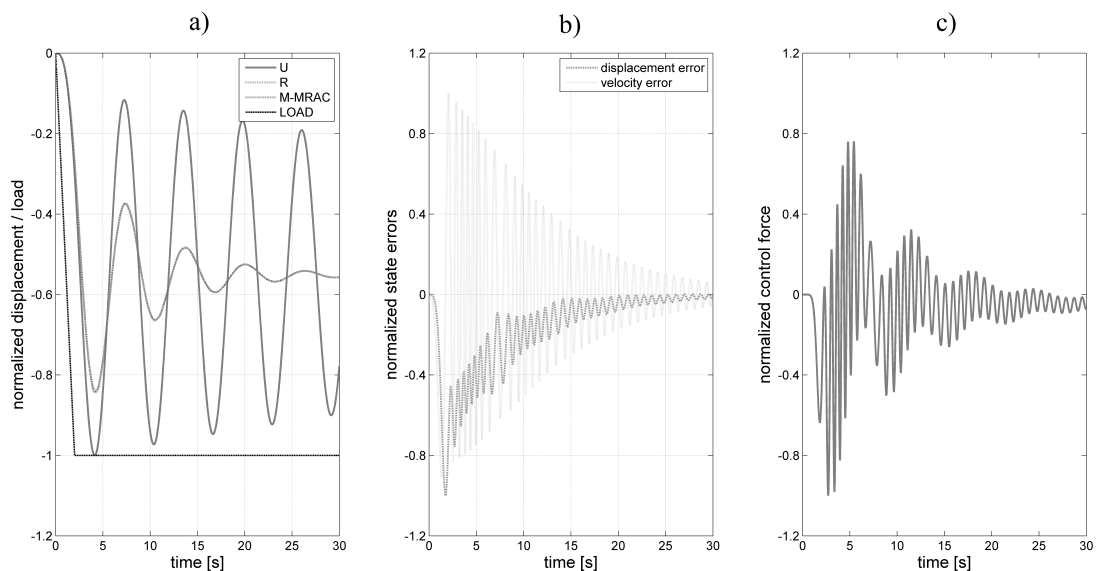 a)
b)
c)
0
-0.2
-0.4
-0.6
-0.8
-1
-1.2
normalized displacement / load
U
R
M-MRAC
LOAD
0 5 10 15 20 25 30
time [s]
1.2
0.8
0.4
0
-0.4
-0.8
-1.2
normalized state errors
displacement error
velocity error
0 5 10 15 20 25 30
time [s]
1.2
0.8
0.4
0
-0.4
-0.8
-1.2
normalized control force
0 5 10 15 20 25 30
time [s]